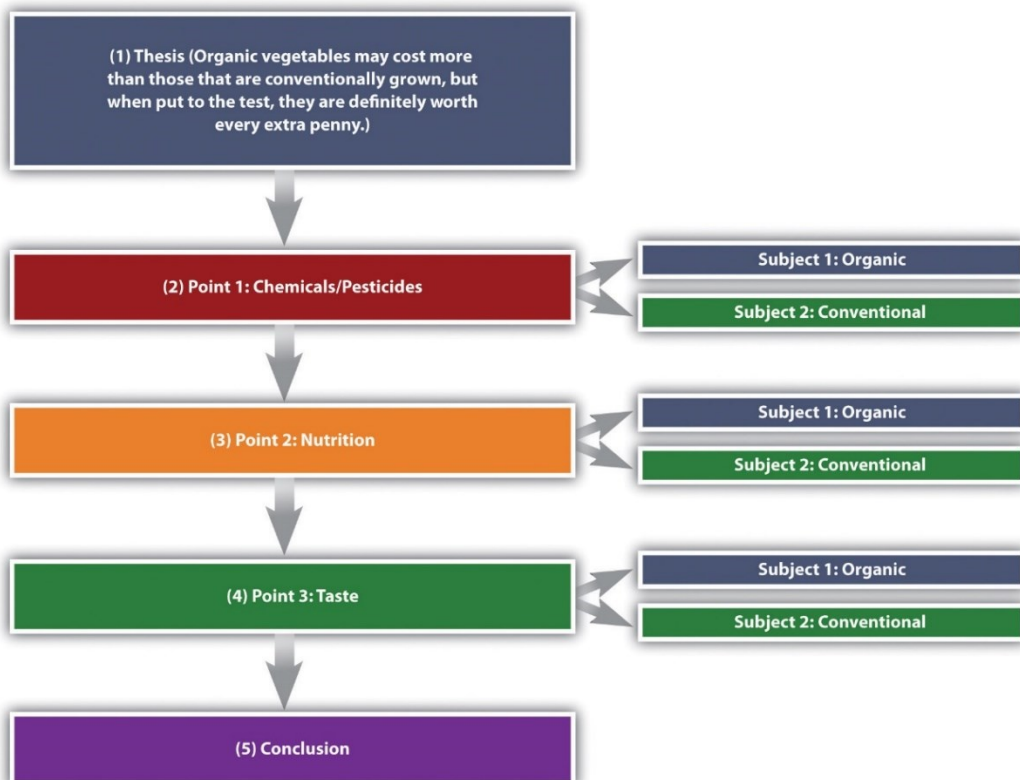 (1) Thesis (Organic vegetables may cost more
than those that are conventionally grown, but
when put to the test, they are definitely worth
every extra penny.)
(2) Point 1: Chemicals/Pesticides
Subject 1: Organic
Subject 2: Conventional
(3) Point 2: Nutrition
Subject 1: Organic
Subject 2: Conventional
(4) Point 3: Taste
Subject 1: Organic
Subject 2: Conventional
(5) Conclusion